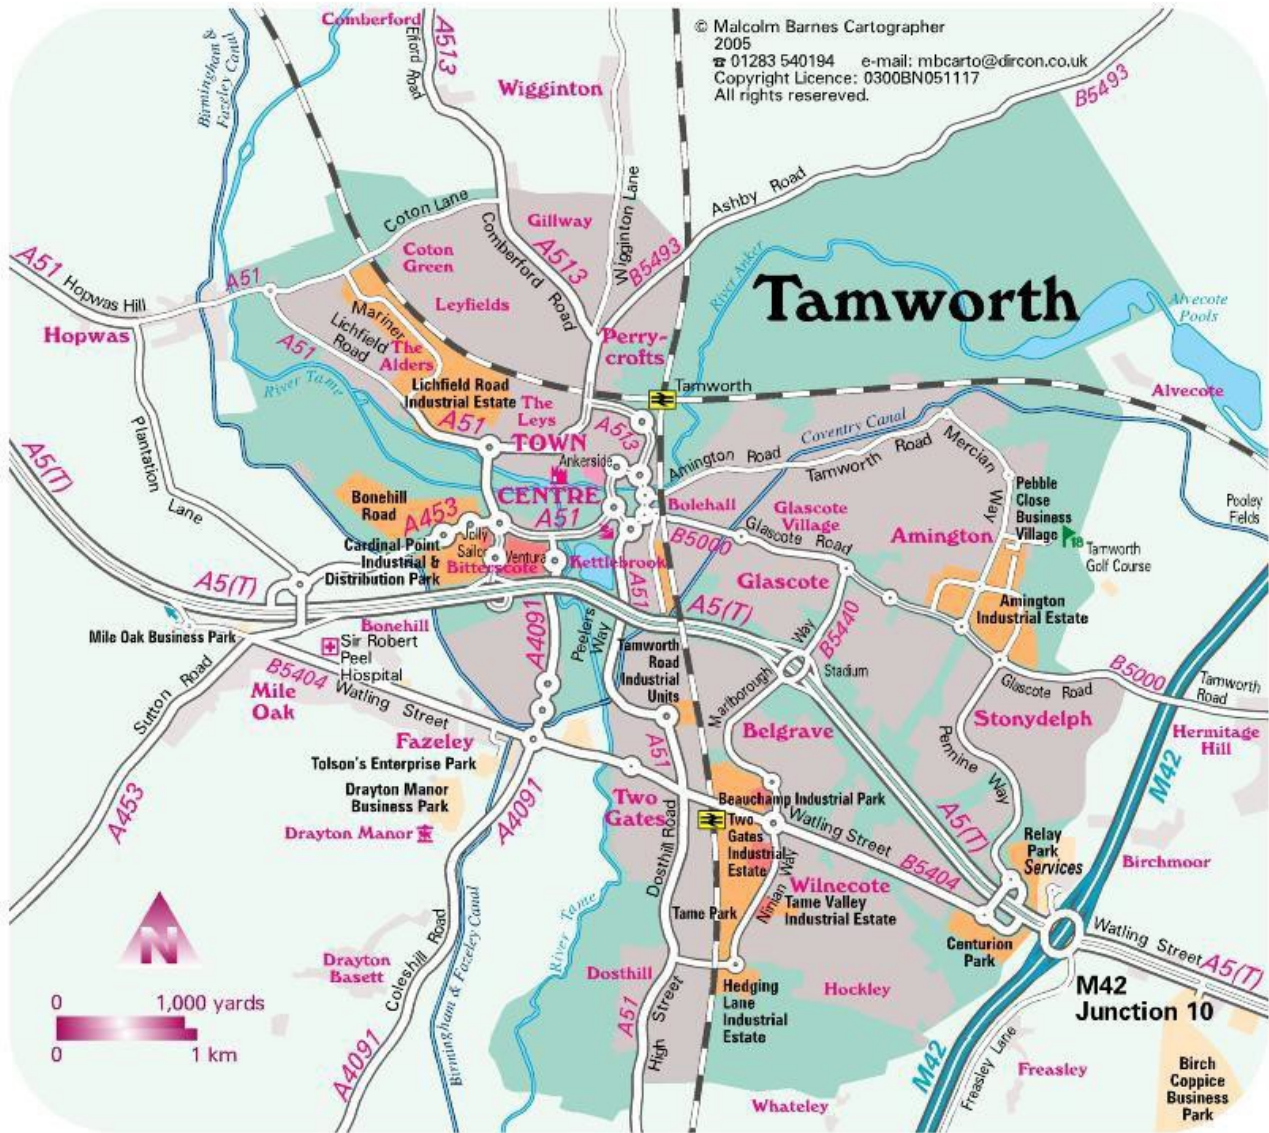 Comberford
Efford Road
A513
Birmingham &
Fazeley Canal
© Malcolm Barnes Cartographer
2005
☎ 01283 540194 e-mail: mbcarto@dircon.co.uk
Copyright Licence: 0300BN051117
All rights resereved.
B5493
Wigginton
Wigginton Lane
Ashby Road
Coton Lane
Gillway
Coton
Green
Comberford Road
A513
B5493
River Anker
Tamworth
A51
Hopwas Hill
A51
Hopwas
Leyfields
Mariner
Lichfield
Road
The
Alders
A51
Perry-
crofts
Alvecote
Pools
River Tame
Lichfield Road
Industrial Estate
Tamworth
Alvecote
The
Leys
A51
A513
Coventry Canal
TOWN
CENTRE
Ankerside
Amington Road
Tamworth Road
Mercian
Way
Plantation
Lane
A5(T)
Bonehill
Road
A453
A51
Bolehall
Glascote
Village
Pebble
Close
Business
Village
18
Pooley
Fields
Jolly
Sailor
Ventura
Cardinal Point
Industrial &
Distribution Park
Bitterscote
Kettlebrook
B5000
Glascote Road
Amington
Tamworth
Golf Course
A5(T)
Glascote
A51
A5(T)
Amington
Industrial Estate
Mile Oak Business Park
Bonehill
Sir Robert
Peel
Hospital
A4091
Peelers
Way
Tamworth
Road
Industrial
Units
Way
B5440
Marlborough
Stadium
B5404
Watling Street
Mile
Oak
Sutton Road
Glascote Road
B5000
Tamworth
Road
Stonydelph
Hermitage
Hill
Fazeley
Belgrave
A51
Pennine Way
M42
Tolson's Enterprise Park
Drayton Manor
Business Park
Drayton Manor
A453
A4091
Two
Gates
Beauchamp Industrial Park
Two
Gates
Industrial
Estate
Watling Street
B5404
A5(T)
Relay
Park
Services
Birchmoor
Dosthill Road
Ninian Way
Wilnecote
Tame Valley
Industrial Estate
Tame Park
Centurion
Park
Watling Street
A5(T)
N
Drayton
Basett
Coleshill Road
Birmingham & Fazeley Canal
River Tame
Dosthill
Hockley
M42
Junction 10
0 1,000 yards
0 1 km
A51
High Street
Hedging
Lane
Industrial
Estate
A4091
M42
Freasley Lane
Freasley
Whateley
Birch
Coppice
Business
Park